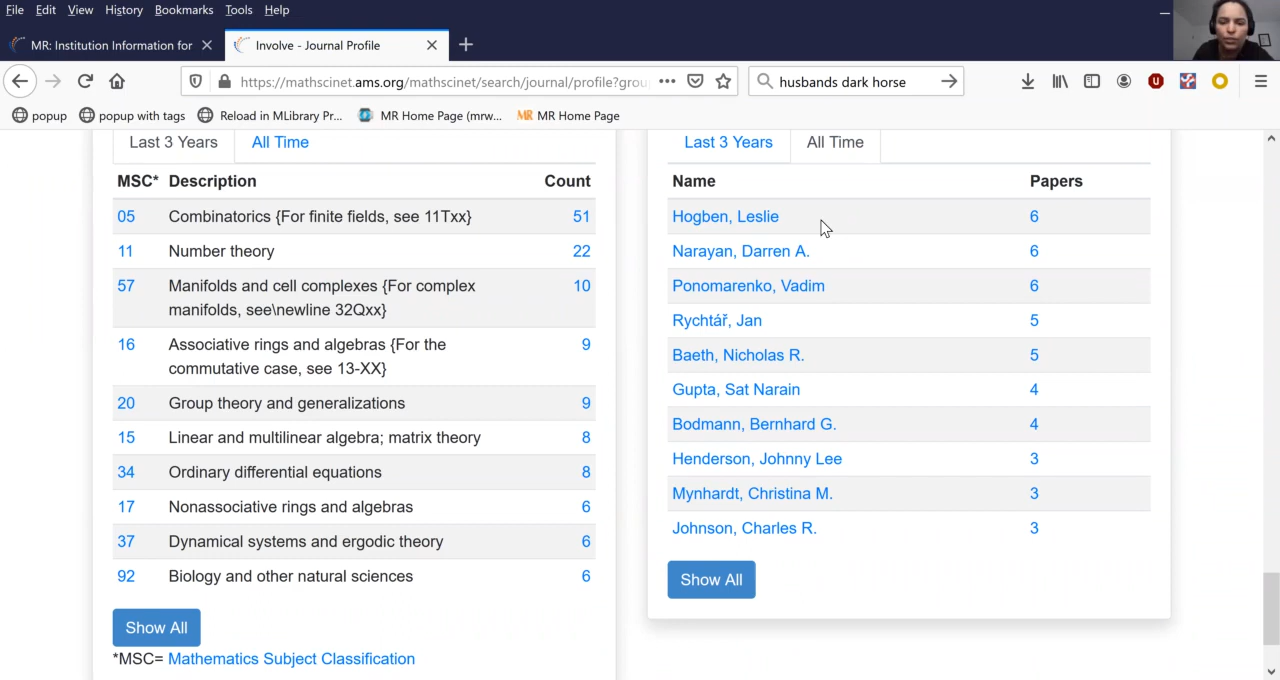 File Edit View History Bookmarks Tools Help
MR: Institution Information for
Involve - Journal Profile
https://mathscinet.ams.org/mathscinet/search/journal/profile?grou
husbands dark horse
popup
popup with tags
Reload in MLibrary Pr...
MR Home Page (mrw...
MR Home Page
Last 3 Years All Time
MSC* Description Count
05 Combinatorics {For finite fields, see 11Txx} 51
11 Number theory 22
57 Manifolds and cell complexes {For complex
manifolds, see\newline 32Qxx} 10
16 Associative rings and algebras {For the
commutative case, see 13-XX} 9
20 Group theory and generalizations 9
15 Linear and multilinear algebra; matrix theory 8
34 Ordinary differential equations 8
17 Nonassociative rings and algebras 6
37 Dynamical systems and ergodic theory 6
92 Biology and other natural sciences 6
Show All
*MSC= Mathematics Subject Classification
Last 3 Years All Time
Name Papers
Hogben, Leslie 6
Narayan, Darren A. 6
Ponomarenko, Vadim 6
Rychtář, Jan 5
Baeth, Nicholas R. 5
Gupta, Sat Narain 4
Bodmann, Bernhard G. 4
Henderson, Johnny Lee 3
Mynhardt, Christina M. 3
Johnson, Charles R. 3
Show All